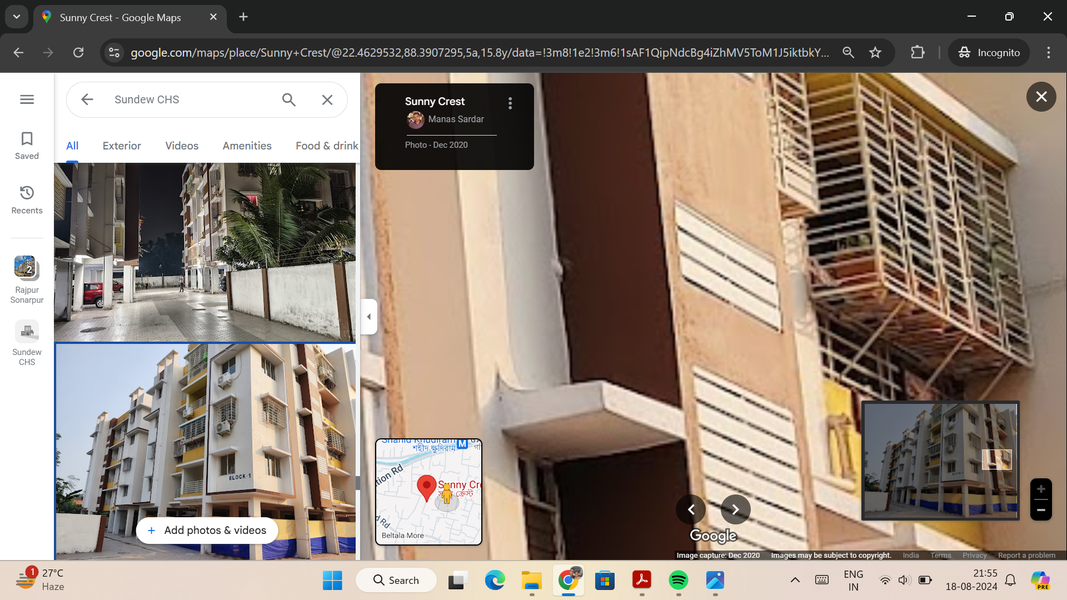 Sunny Crest - Google Maps
google.com/maps/place/Sunny+Crest/@22.4629532,88.3907295,5a,15.8y/data=!3m8!1e2!3m6!1sAF1QipNdcBg4iZhMV5ToM1J5iktbkY...
Incognito
Sundew CHS
All
Exterior
Videos
Amenities
Food & drink
Saved
Recents
2
Rajpur
Sonarpur
Sundew
CHS
BLOCK-1
+ Add photos & videos
Sunny Crest
Manas Sardar
Photo - Dec 2020
Shahid Khudiram
M
শহীদ ক্ষুদিরাম
tion Rd
Sunny Cre
Rd
Beltala More
Google
Image capture: Dec 2020
Images may be subject to copyright.
India
Terms
Privacy
Report a problem
1
27°C
Haze
Search
ENG
IN
21:55
18-08-2024
PRE